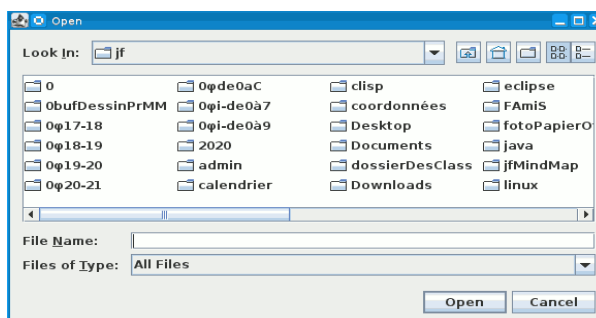 Open
Look In: jf
0 0φde0aC clisp eclipse
0bufDessinPrMM 0φi-de0à7 coordonnées FAmiS
0φ17-18 0φi-de0à9 Desktop fotoPapierO
0φ18-19 2020 Documents java
0φ19-20 admin dossierDesClass jfMindMap
0φ20-21 calendrier Downloads linux
File Name:
Files of Type: All Files
Open Cancel